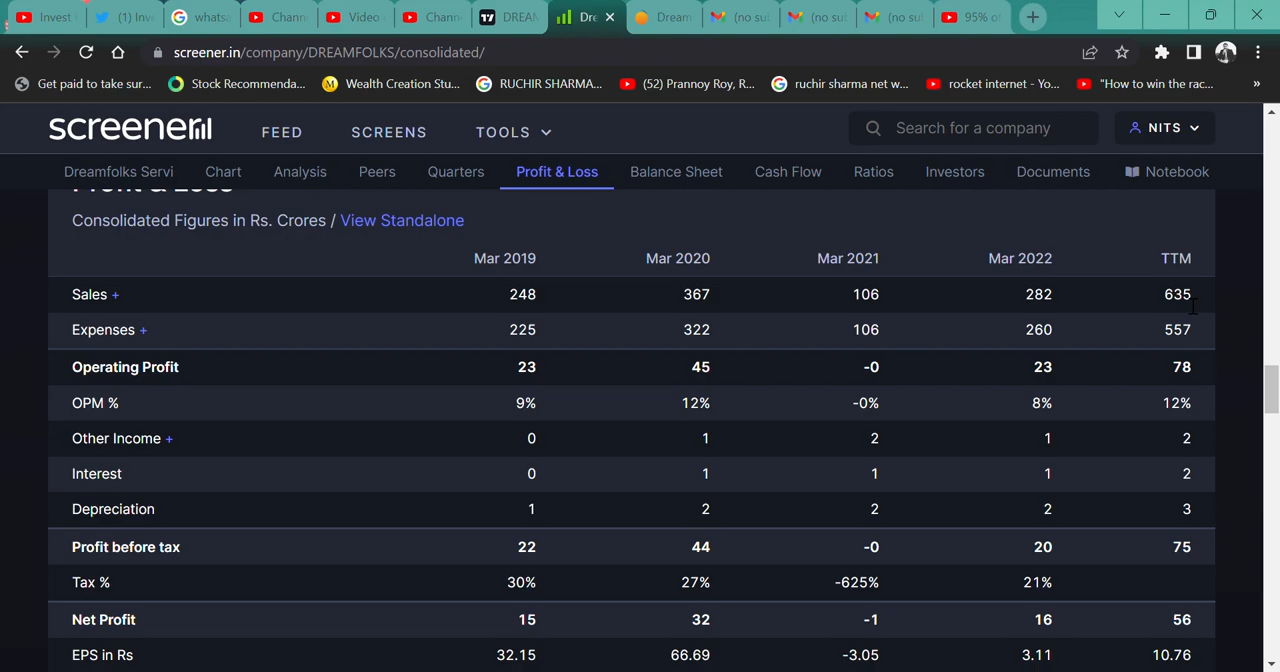 Invest
(1) Inve
whats
Chann
Video
Chann
DREAM
Dre
Dream
(no su
(no su
(no su
95% of
screener.in/company/DREAMFOLKS/consolidated/
Get paid to take sur... Stock Recommenda... Wealth Creation Stu... RUCHIR SHARMA... (52) Prannoy Roy, R... ruchir sharma net w... rocket internet - Yo... "How to win the rac... »
screener FEED SCREENS TOOLS Search for a company NITS
Dreamfolks Servi Chart Analysis Peers Quarters Profit & Loss Balance Sheet Cash Flow Ratios Investors Documents Notebook
Profit & Loss
Consolidated Figures in Rs. Crores / View Standalone
Mar 2019 Mar 2020 Mar 2021 Mar 2022 TTM
Sales + 248 367 106 282 635
Expenses + 225 322 106 260 557
Operating Profit 23 45 -0 23 78
OPM % 9% 12% -0% 8% 12%
Other Income + 0 1 2 1 2
Interest 0 1 1 1 2
Depreciation 1 2 2 2 3
Profit before tax 22 44 -0 20 75
Tax % 30% 27% -625% 21%
Net Profit 15 32 -1 16 56
EPS in Rs 32.15 66.69 -3.05 3.11 10.76